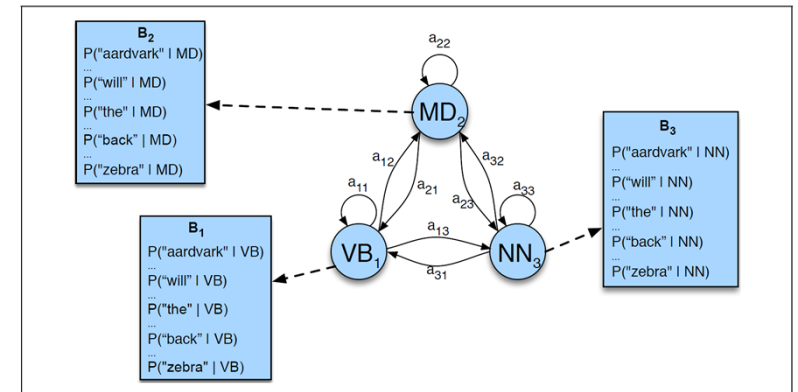 B2
P("aardvark" | MD)
...
P(“will” | MD)
...
P("the" | MD)
...
P(“back” | MD)
...
P("zebra" | MD)
a22
MD2
B3
P("aardvark" | NN)
...
P(“will” | NN)
...
P("the" | NN)
...
P(“back” | NN)
...
P("zebra" | NN)
a12
a32
a11
a21
a23
a33
B1
P("aardvark" | VB)
...
P(“will” | VB)
...
P("the" | VB)
...
P(“back” | VB)
...
P("zebra" | VB)
VB1
a13
NN3
a31